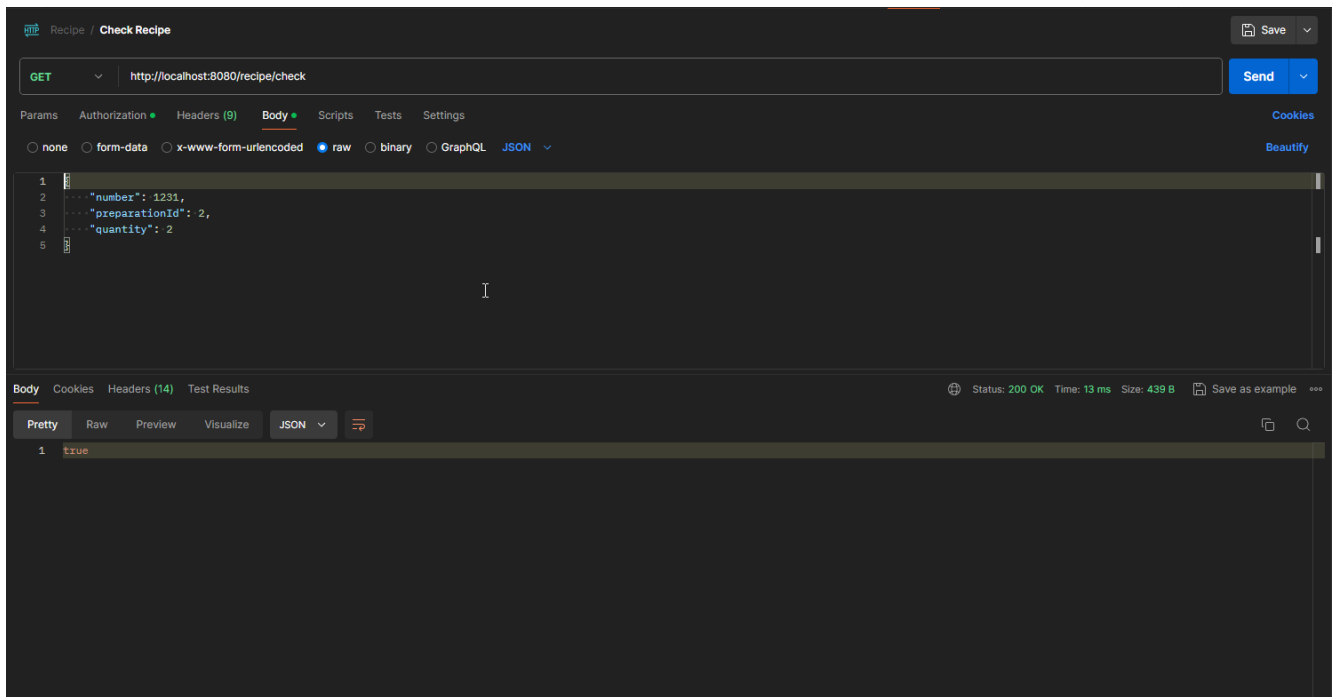 HTTP Recipe / Check Recipe Save
GET http://localhost:8080/recipe/check Send
Params Authorization Headers (9) Body Scripts Tests Settings Cookies
none form-data x-www-form-urlencoded raw binary GraphQL JSON Beautify
1 {
2 "number": 1231,
3 "preparationId": 2,
4 "quantity": 2
5 }
Body Cookies Headers (14) Test Results Status: 200 OK Time: 13 ms Size: 439 B Save as example
Pretty Raw Preview Visualize JSON
1 true